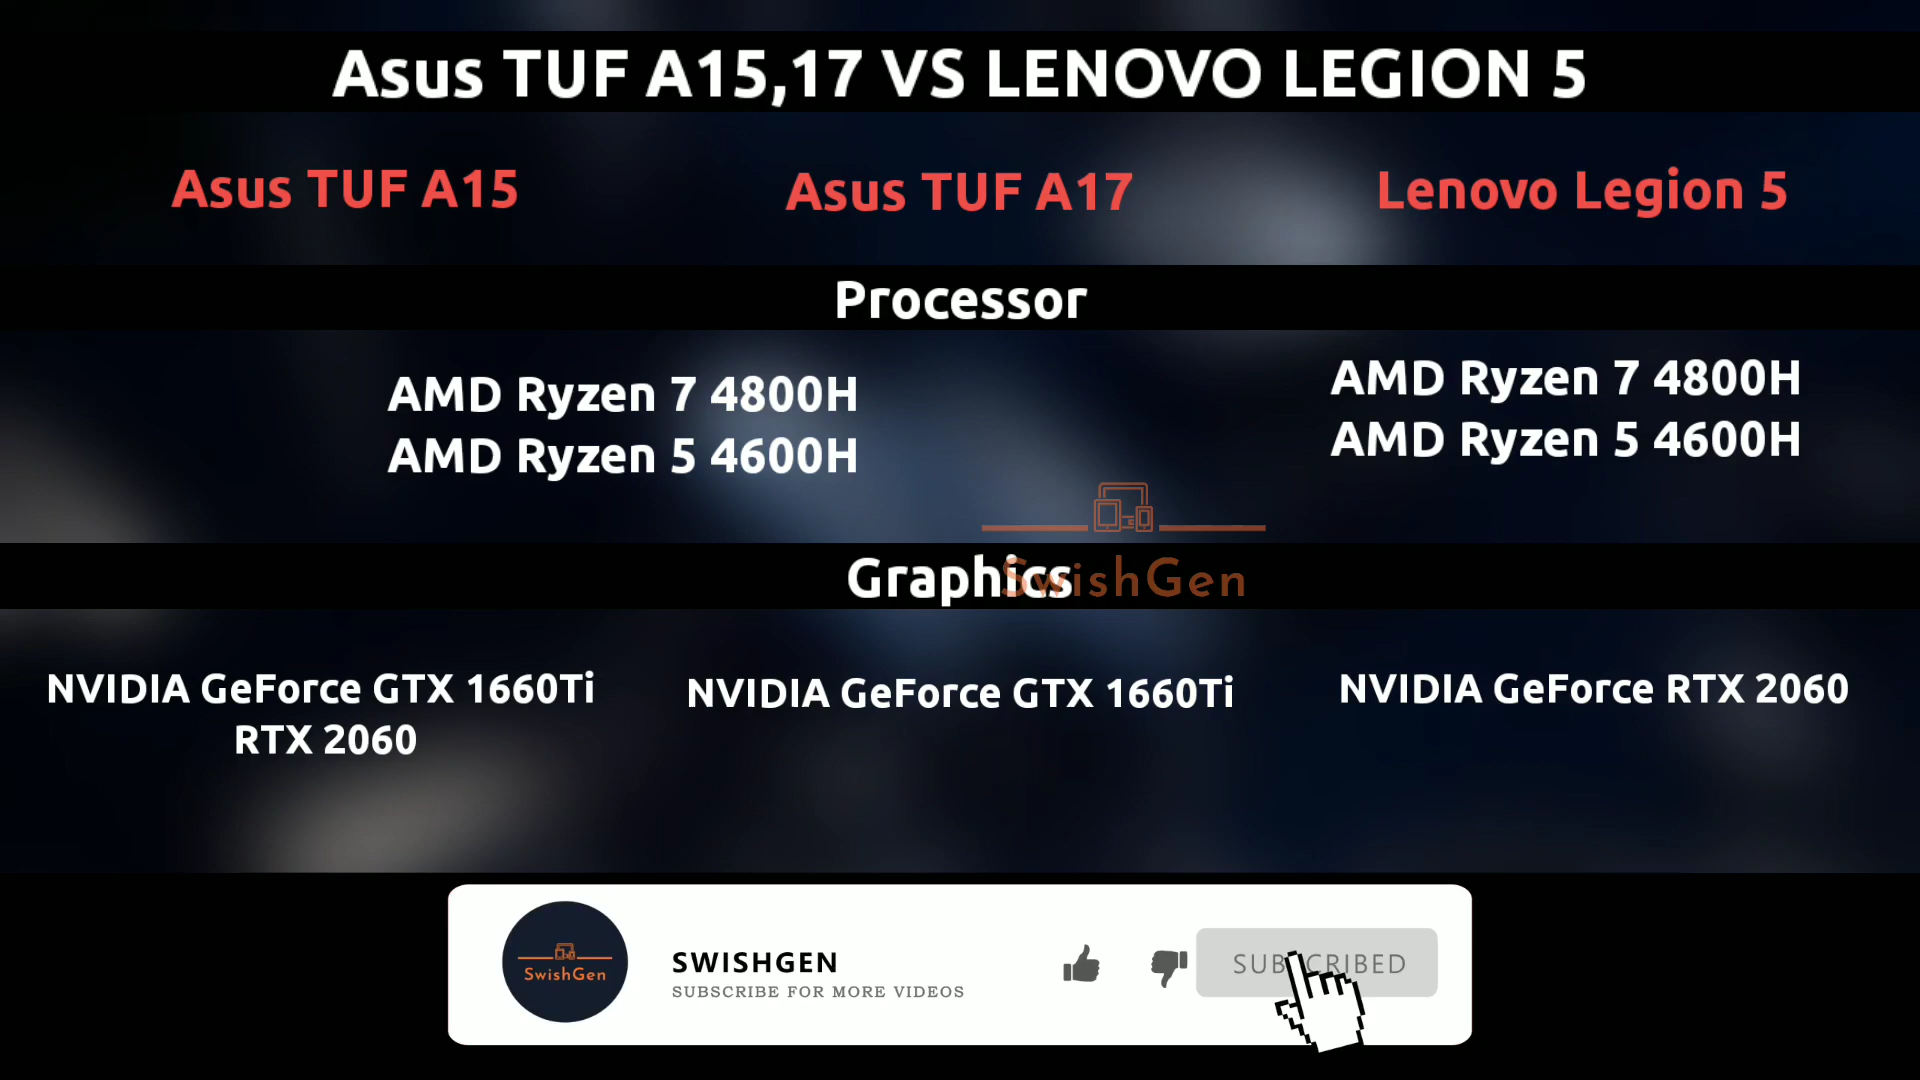 Asus TUF A15,17 VS LENOVO LEGION 5
Asus TUF A15
Asus TUF A17
Lenovo Legion 5
Processor
AMD Ryzen 7 4800H
AMD Ryzen 5 4600H
AMD Ryzen 7 4800H
AMD Ryzen 5 4600H
Graphics
SwishGen
NVIDIA GeForce GTX 1660Ti
RTX 2060
NVIDIA GeForce GTX 1660Ti
NVIDIA GeForce RTX 2060
SwishGen
SWISHGEN
SUBSCRIBE FOR MORE VIDEOS
SUBSCRIBED